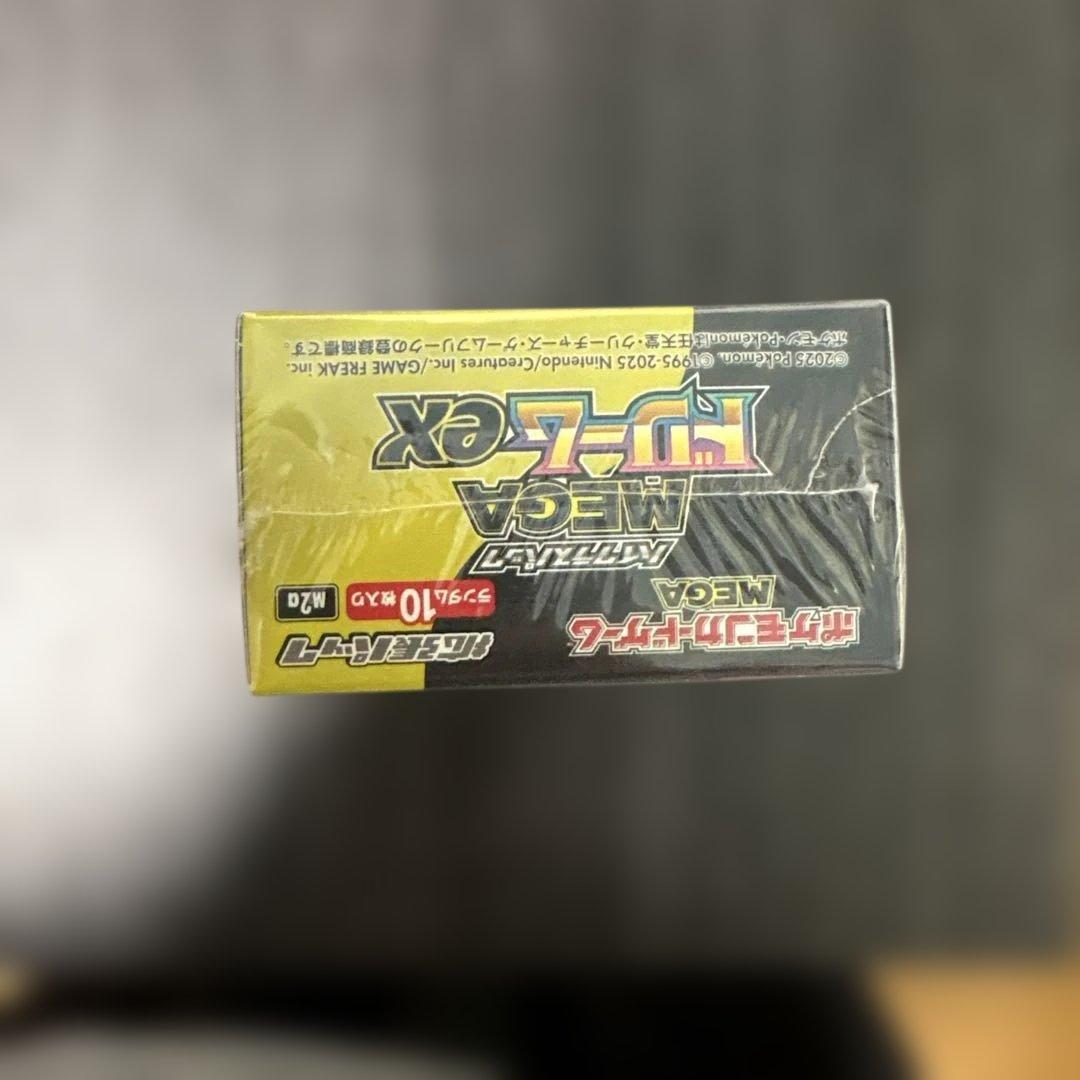 ポケモンカードゲーム
MEGA
拡張パック
ランダム10枚入り
M2a
ハイクラスパック
MEGA
ドリームex
©2025 Pokémon. ©1995-2025 Nintendo/Creatures Inc./GAME FREAK inc.
ポケモン・Pokémonは任天堂・クリーチャーズ・ゲームフリークの登録商標です。